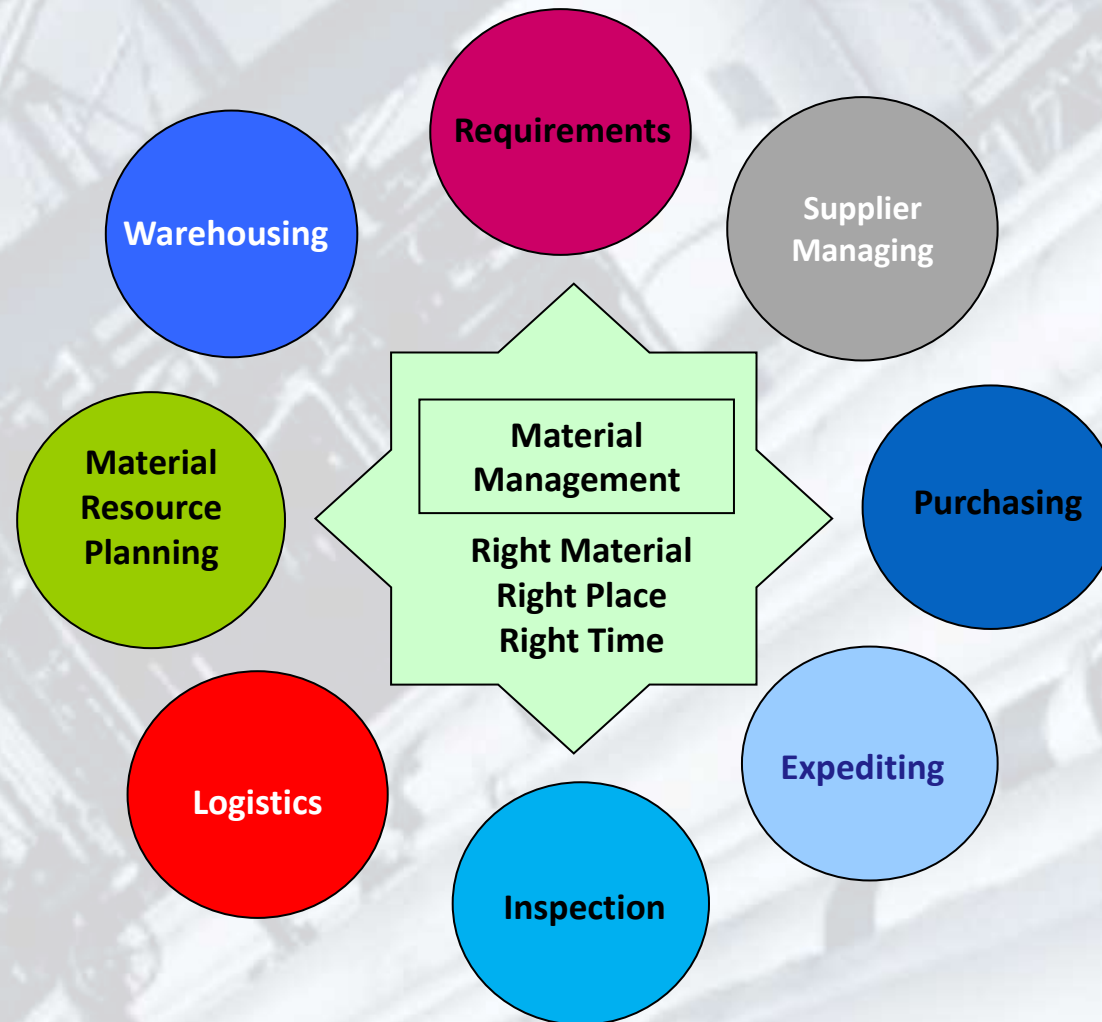 Requirements
Supplier
Managing
Warehousing
Material
Management
Right Material
Right Place
Right Time
Material
Resource
Planning
Purchasing
Expediting
Logistics
Inspection